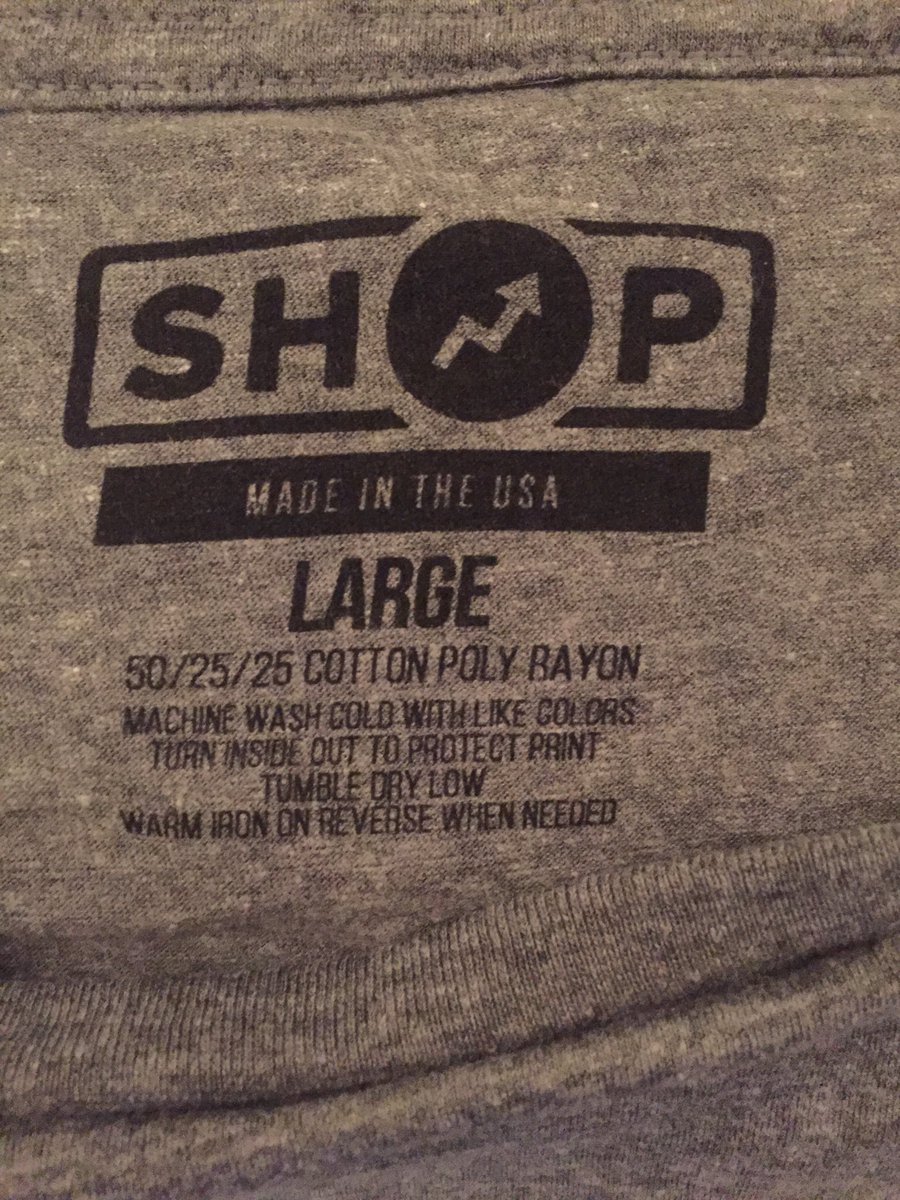 SHOP
MADE IN THE USA
LARGE
50/25/25 COTTON POLY RAYON
MACHINE WASH COLD WITH LIKE COLORS
TURN INSIDE OUT TO PROTECT PRINT
TUMBLE DRY LOW
WARM IRON ON REVERSE WHEN NEEDED